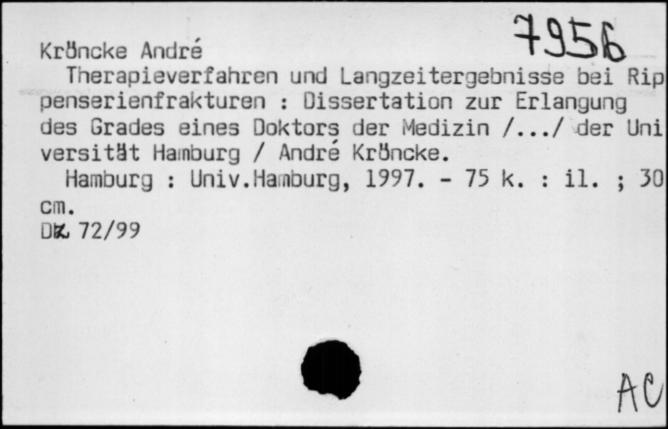 7956
Kröncke André
Therapieverfahren und Langzeitergebnisse bei Rip
penserienfrakturen : Dissertation zur Erlangung
des Grades eines Doktors der Medizin /.../ der Uni
versität Hamburg / André Kröncke.
Hamburg : Univ.Hamburg, 1997. - 75 k. : il. ; 30
cm.
Dz 72/99
AC